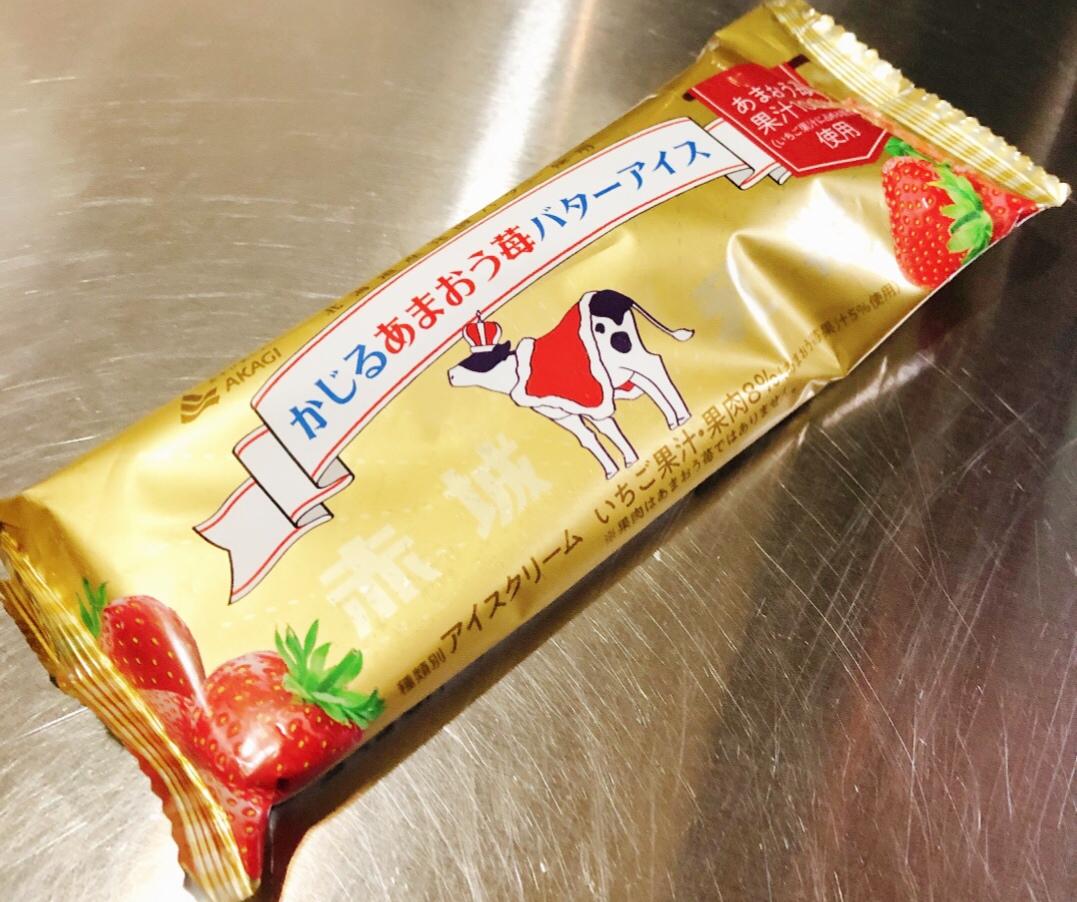 あまおう苺
果汁100%
使用
かじるあまおう苺バターアイス
AKAGI
赤城
種類別 アイスクリーム いちご果汁・果肉8%
※果肉はあまおう苺ではありません